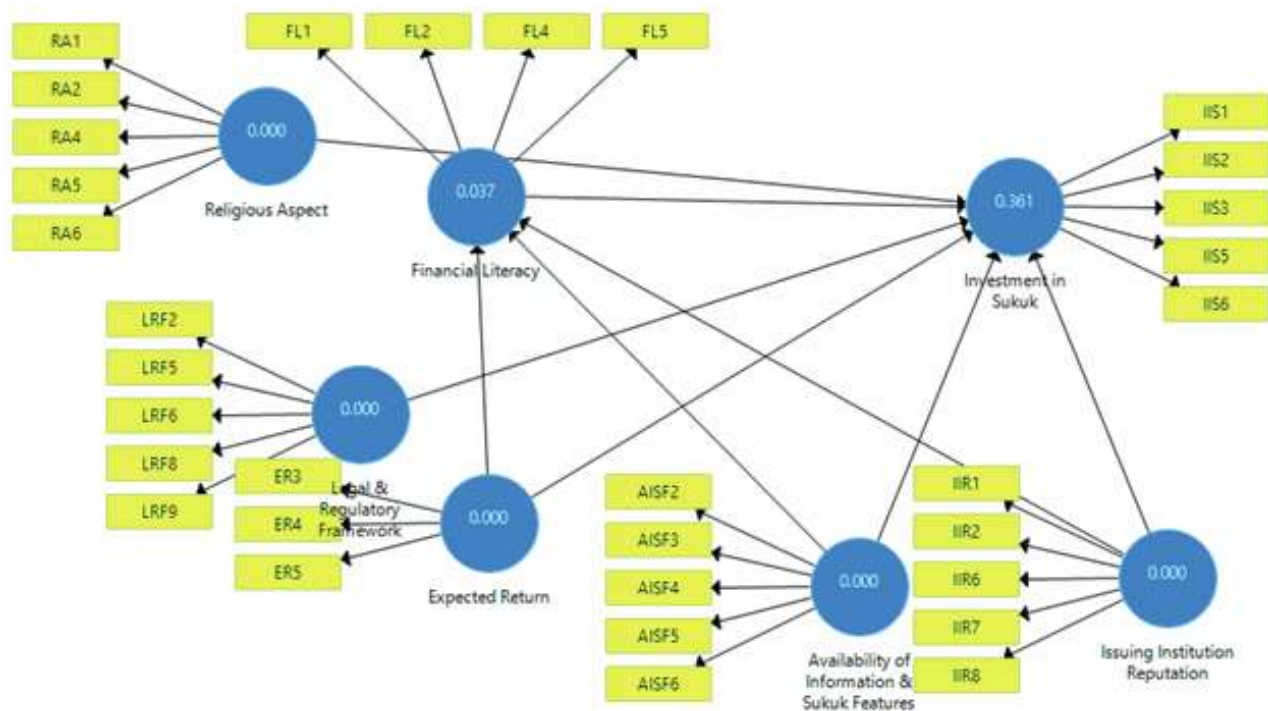 RA1
RA2
RA4
RA5
RA6
0.000
Religious Aspect
FL1
FL2
FL4
FL5
0.037
Financial Literacy
0.361
Investment in
Sukuk
IIS1
IIS2
IIS3
IIS5
IIS6
LRF2
LRF5
LRF6
LRF8
LRF9
0.000
Legal &
Regulatory
Framework
ER3
ER4
ER5
0.000
Expected Return
AISF2
AISF3
AISF4
AISF5
AISF6
0.000
Availability of
Information &
Sukuk Features
IIR1
IIR2
IIR6
IIR7
IIR8
0.000
Issuing Institution
Reputation